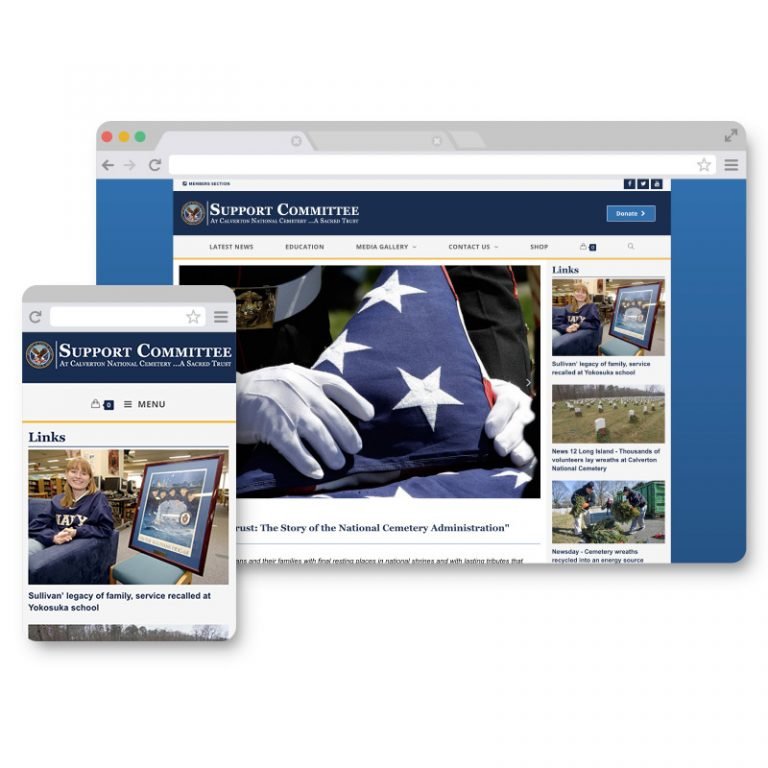 MEMBERS SECTION
SUPPORT COMMITTEE
AT CALVERTON NATIONAL CEMETERY ...A SACRED TRUST
Donate
LATEST NEWS EDUCATION MEDIA GALLERY CONTACT US SHOP 0
Links
Sullivan' legacy of family, service
recalled at Yokosuka school
News 12 Long Island - Thousands of
volunteers lay wreaths at Calverton
National Cemetery
Newsday - Cemetery wreaths
recycled into an energy source
rust: The Story of the National Cemetery Administration"
ans and their families with final resting places in national shrines and with lasting tributes that
SUPPORT COMMITTEE
AT CALVERTON NATIONAL CEMETERY ...A SACRED TRUST
0 MENU
Links
NAVY
Sullivan' legacy of family, service recalled at
Yokosuka school